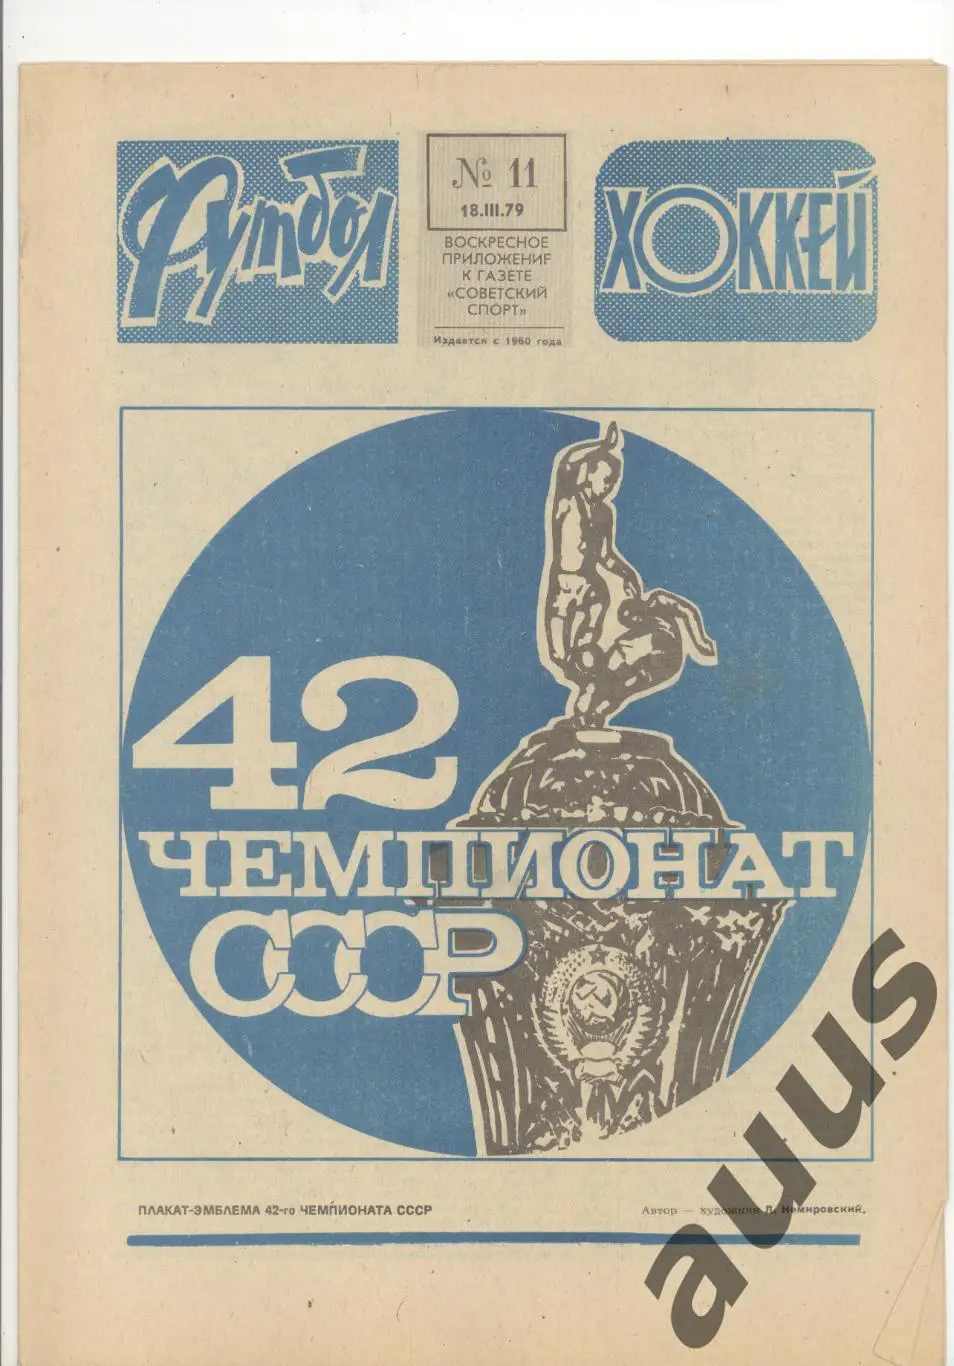 Футбол
№ 11
18.III.79
ВОСКРЕСНОЕ
ПРИЛОЖЕНИЕ
К ГАЗЕТЕ
«СОВЕТСКИЙ
СПОРТ»
Издается с 1960 года
ХОККЕЙ
42
ЧЕМПИОНАТ
СССР
ПЛАКАТ-ЭМБЛЕМА 42-го ЧЕМПИОНАТА СССР
Автор — художник Л. Немировский.
auus